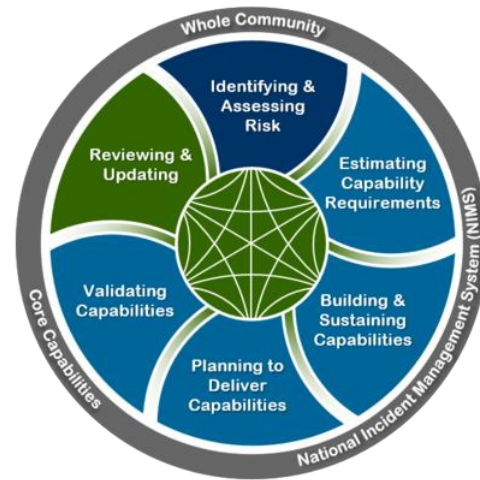 Whole Community
Identifying &
Assessing
Risk
Estimating
Capability
Requirements
Building &
Sustaining
Capabilities
Planning to
Deliver
Capabilities
Validating
Capabilities
Reviewing &
Updating
National Incident Management System (NIMS)
Core Capabilities